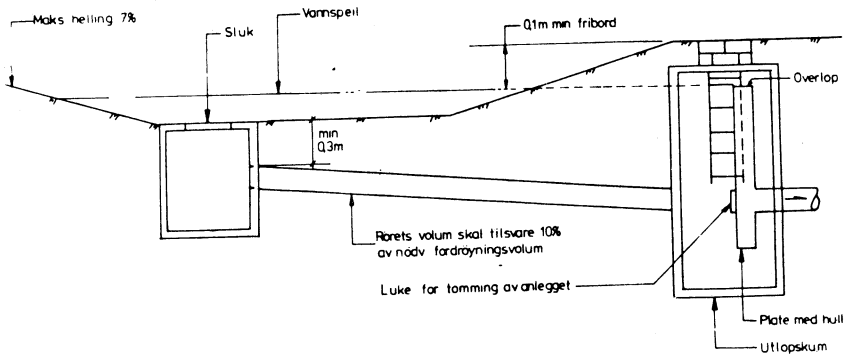 Maks helling 7%
Sluk
Vannspeil
0,1m min fribord
Overlop
min
0,3m
Rørets volum skal tilsvare 10%
av nødv fordrøyningsvolum
Luke for tømming av anlegget
Plate med hull
Utløpskum